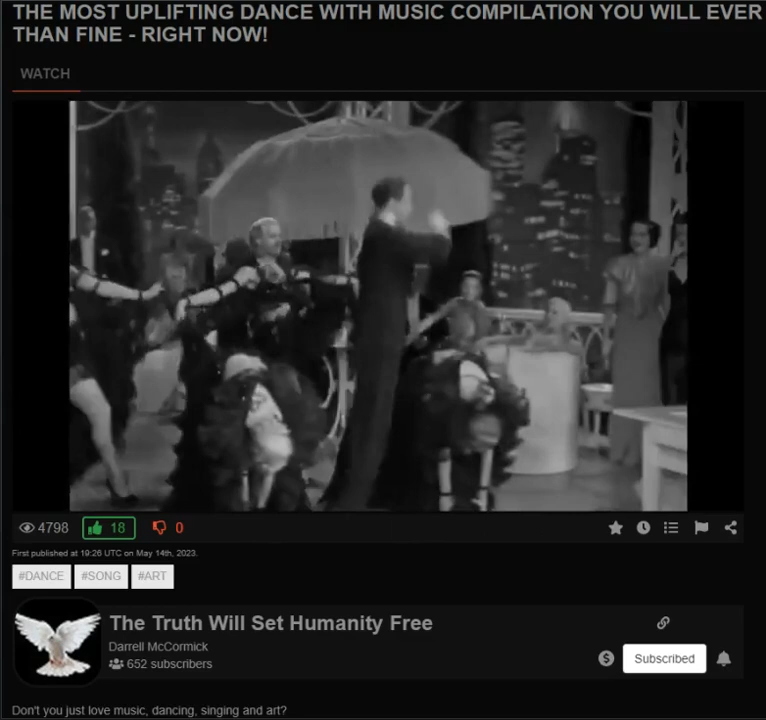 THE MOST UPLIFTING DANCE WITH MUSIC COMPILATION YOU WILL EVER
THAN FINE - RIGHT NOW!
WATCH
4798 18 0
First published at 19:26 UTC on May 14th, 2023.
#DANCE #SONG #ART
The Truth Will Set Humanity Free
Darrell McCormick
652 subscribers
Subscribed
Don't you just love music, dancing, singing and art?